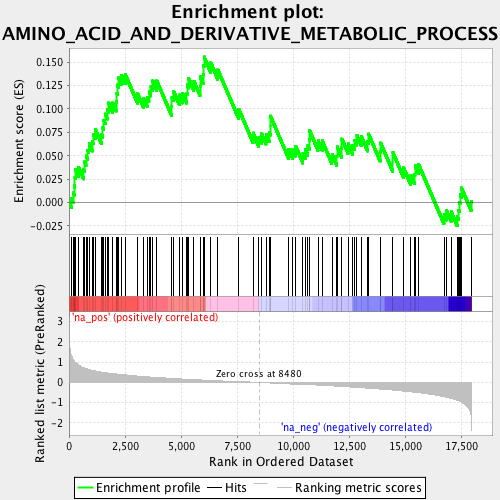 Enrichment plot:
AMINO_ACID_AND_DERIVATIVE_METABOLIC_PROCESS
Enrichment score (ES)
0.150
0.125
0.100
0.075
0.050
0.025
0.000
-0.025
'na_pos' (positively correlated)
Ranked list metric (PreRanked)
3
2
1
0
-1
-2
Zero cross at 8480
'na_neg' (negatively correlated)
0
2,500
5,000
7,500
10,000
12,500
15,000
17,500
Rank in Ordered Dataset
Enrichment profile
Hits
Ranking metric scores